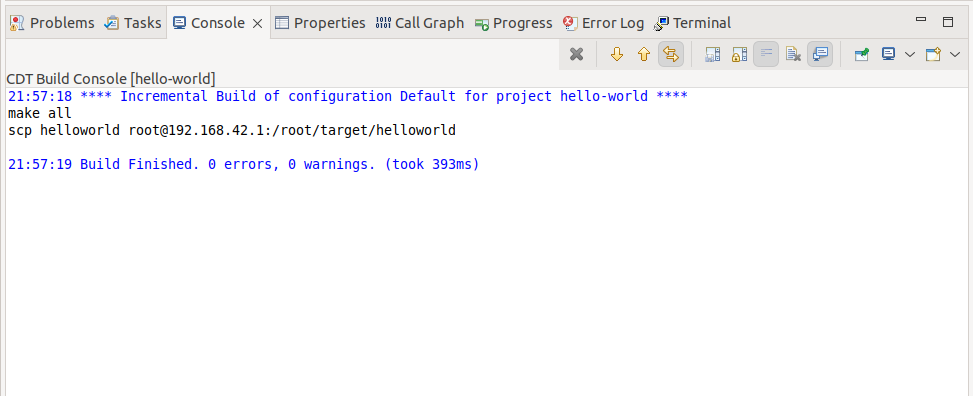 Problems Tasks Console Properties Call Graph Progress Error Log Terminal
CDT Build Console [hello-world]
21:57:18 **** Incremental Build of configuration Default for project hello-world ****
make all
scp helloworld root@192.168.42.1:/root/target/helloworld
21:57:19 Build Finished. 0 errors, 0 warnings. (took 393ms)